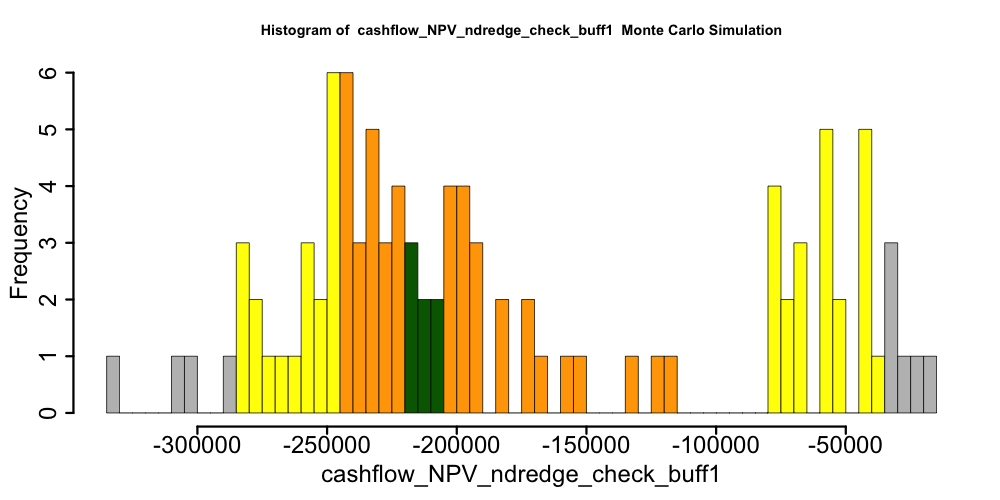 Histogram of  cashflow_NPV_ndredge_check_buff1  Monte Carlo Simulation
Frequency
6
5
4
3
2
1
0
-300000 -250000 -200000 -150000 -100000 -50000
cashflow_NPV_ndredge_check_buff1